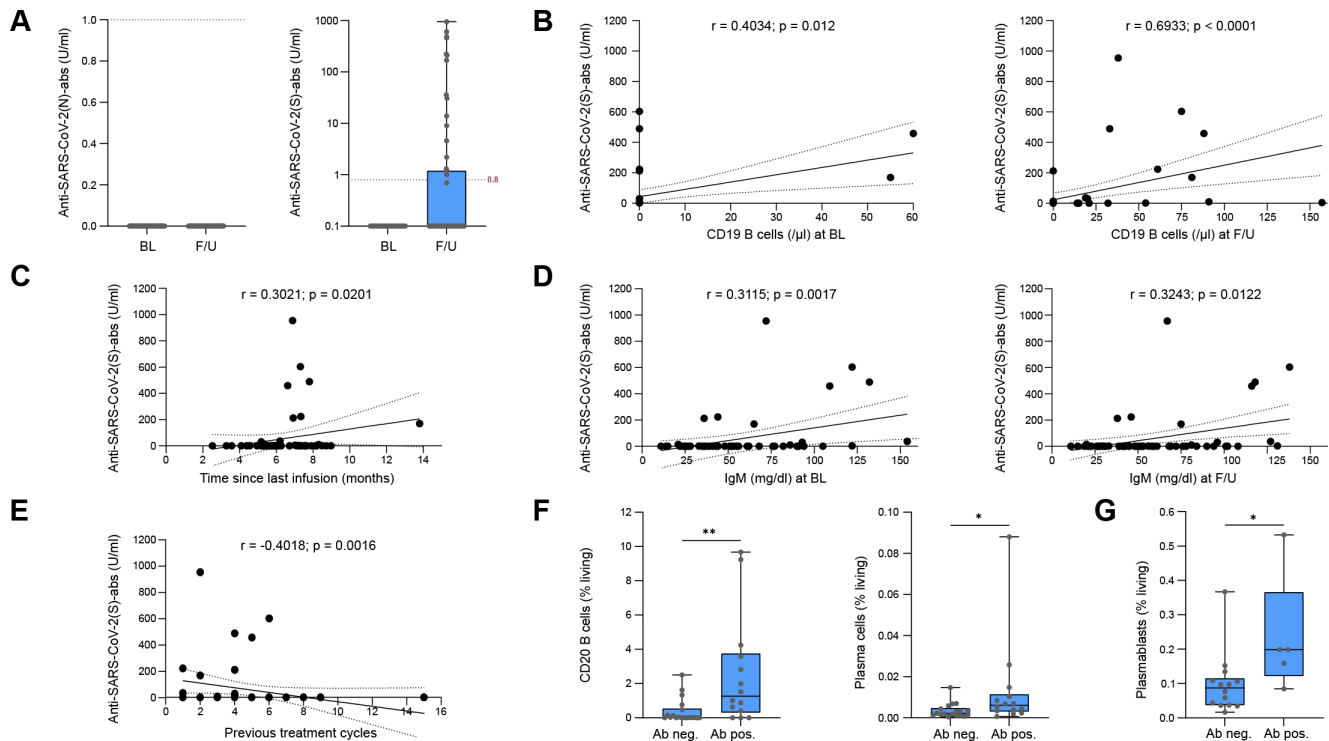 A
Anti-SARS-CoV-2(N)-abs (U/ml)
1.0
0.8
0.6
0.4
0.2
0.0
BL
F/U
Anti-SARS-CoV-2(S)-abs (U/ml)
1000
100
10
1
0.1
0.8
BL
F/U
B
r = 0.4034; p = 0.012
Anti-SARS-CoV-2(S)-abs (U/ml)
1200
1000
800
600
400
200
0
0 10 20 30 40 50 60
CD19 B cells (/µl) at BL
r = 0.6933; p < 0.0001
Anti-SARS-CoV-2(S)-abs (U/ml)
1200
1000
800
600
400
200
0
0 25 50 75 100 125 150
CD19 B cells (/µl) at F/U
C
r = 0.3021; p = 0.0201
Anti-SARS-CoV-2(S)-abs (U/ml)
1200
1000
800
600
400
200
0
0 2 4 6 8 10 12 14
Time since last infusion (months)
D
r = 0.3115; p = 0.0017
Anti-SARS-CoV-2(S)-abs (U/ml)
1200
1000
800
600
400
200
0
0 25 50 75 100 125 150
IgM (mg/dl) at BL
r = 0.3243; p = 0.0122
Anti-SARS-CoV-2(S)-abs (U/ml)
1200
1000
800
600
400
200
0
0 25 50 75 100 125 150
IgM (mg/dl) at F/U
E
r = -0.4018; p = 0.0016
Anti-SARS-CoV-2(S)-abs (U/ml)
1200
1000
800
600
400
200
0
0 2 4 6 8 10 12 14 16
Previous treatment cycles
F
CD20 B cells (% living)
12
10
8
6
4
2
0
**
Ab neg.
Ab pos.
Plasma cells (% living)
0.10
0.08
0.06
0.04
0.02
0.00
*
Ab neg.
Ab pos.
G
Plasmablasts (% living)
0.6
0.5
0.4
0.3
0.2
0.1
0.0
*
Ab neg.
Ab pos.